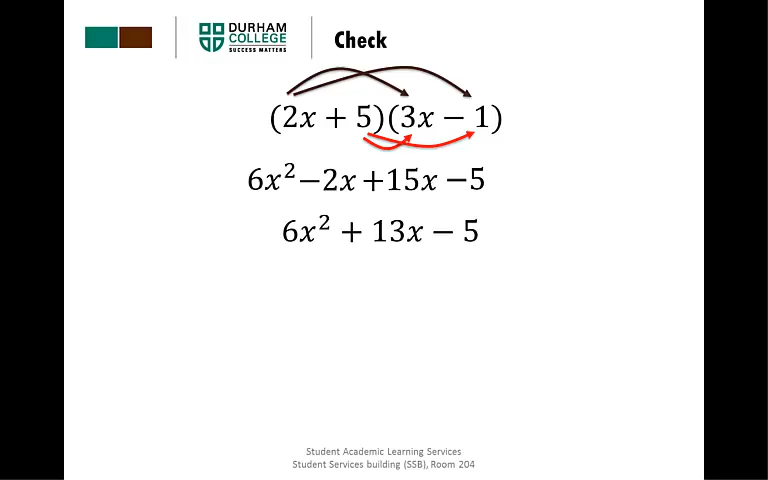 DURHAM
COLLEGE
SUCCESS MATTERS
Check
(2x + 5)(3x − 1)
6x² −2x +15x −5
6x² + 13x − 5
Student Academic Learning Services
Student Services building (SSB), Room 204